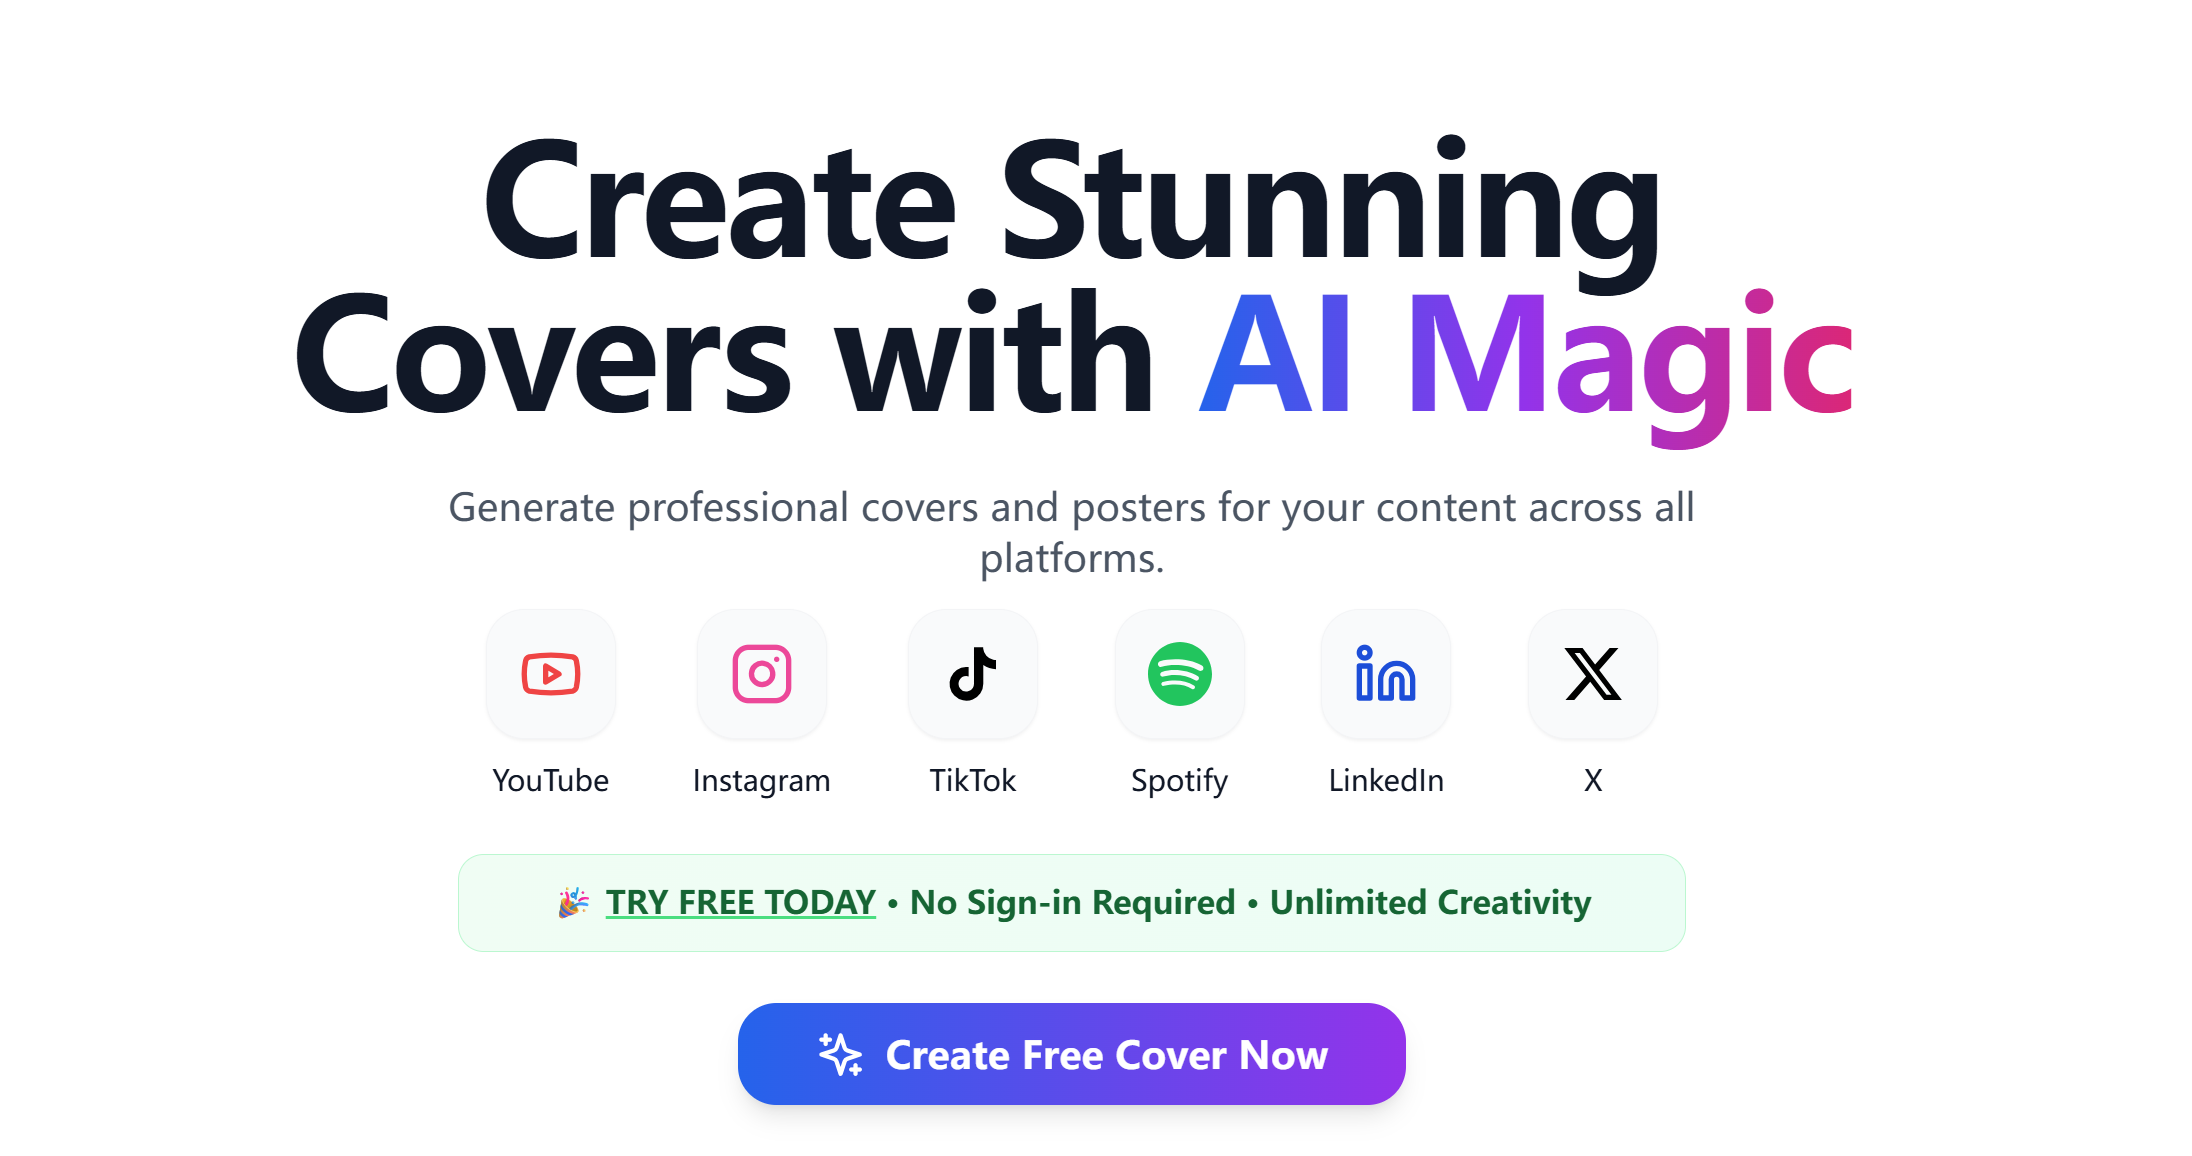 Create Stunning
Covers with AI Magic
Generate professional covers and posters for your content across all
platforms.
YouTube
Instagram
TikTok
Spotify
LinkedIn
X
🎉 TRY FREE TODAY • No Sign-in Required • Unlimited Creativity
Create Free Cover Now